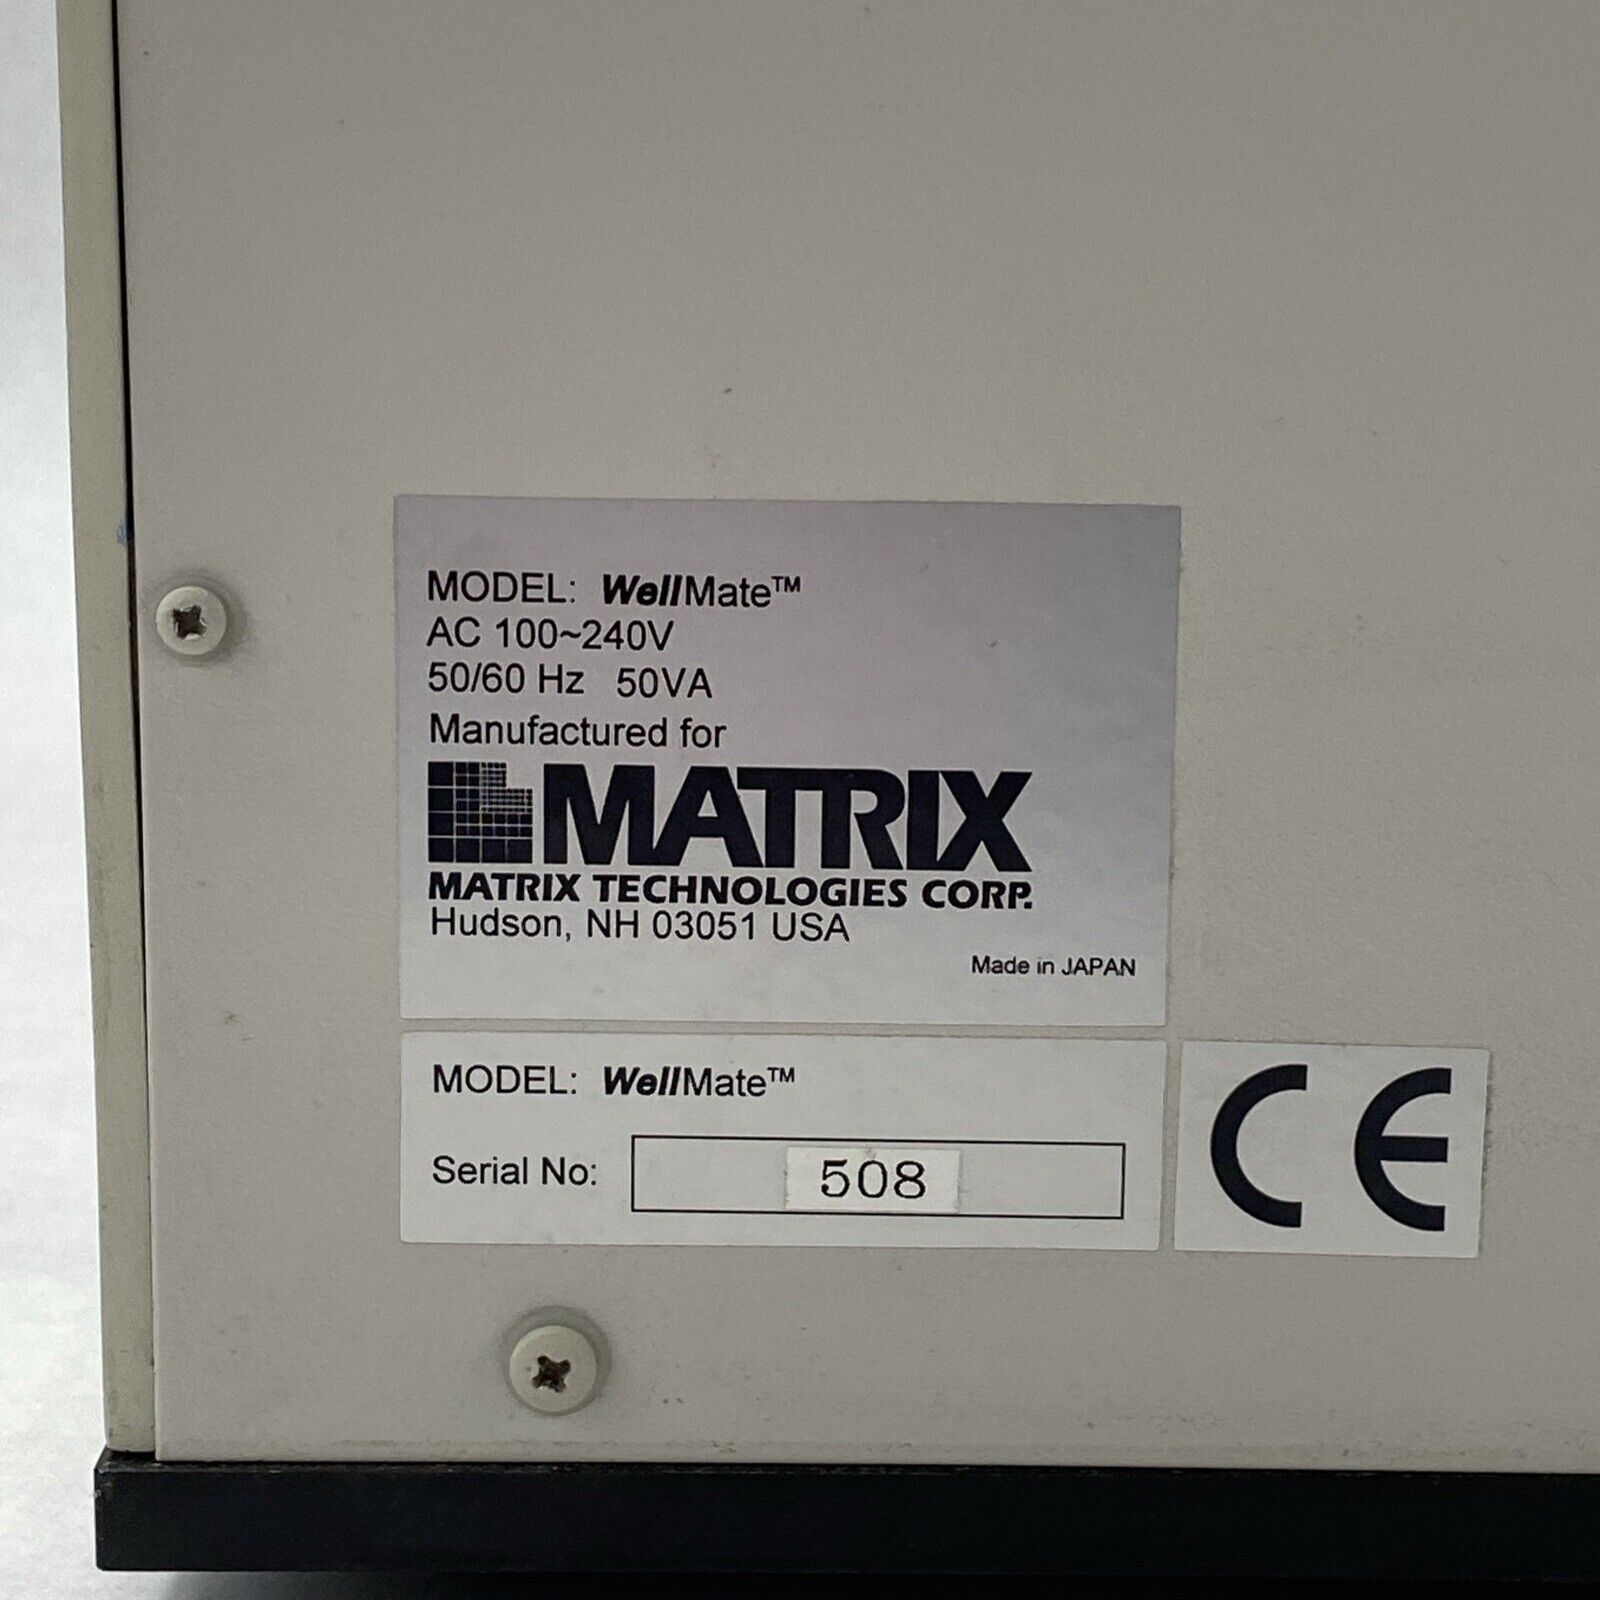 MODEL: WellMate™
AC 100~240V
50/60 Hz 50VA
Manufactured for
MATRIX
MATRIX TECHNOLOGIES CORP.
Hudson, NH 03051 USA
Made in JAPAN
MODEL: WellMate™
Serial No: 508
CE